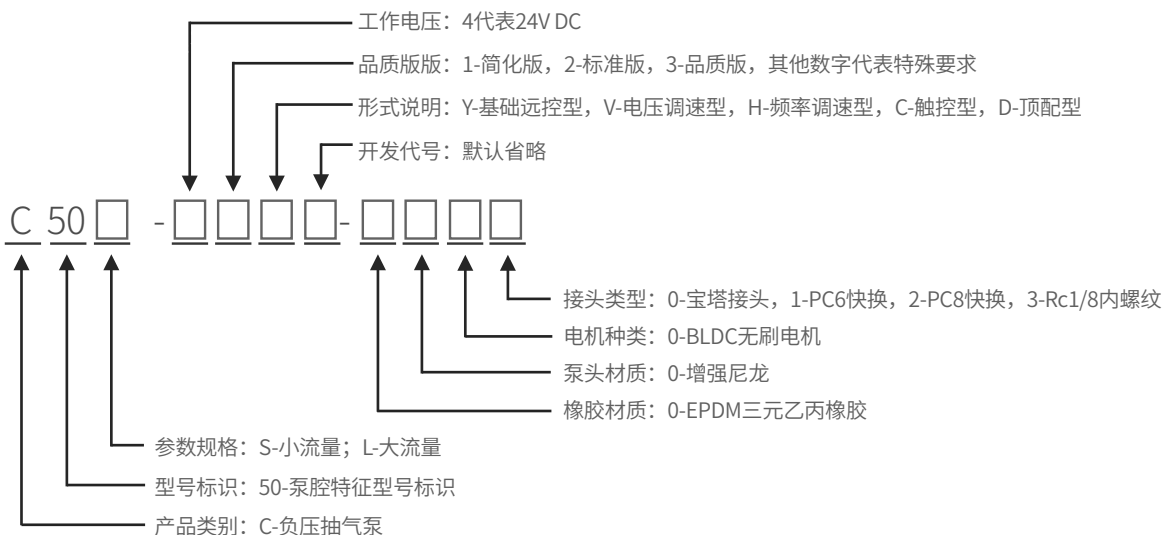 工作电压：4代表24V DC
品质版版：1-简化版，2-标准版，3-品质版，其他数字代表特殊要求
形式说明：Y-基础远控型，V-电压调速型，H-频率调速型，C-触控型，D-顶配型
开发代号：默认省略
C 50 □ - □ □ □ □ - □ □ □ □
接头类型：0-宝塔接头，1-PC6快换，2-PC8快换，3-Rc1/8内螺纹
电机种类：0-BLDC无刷电机
泵头材质：0-增强尼龙
橡胶材质：0-EPDM三元乙丙橡胶
参数规格：S-小流量；L-大流量
型号标识：50-泵腔特征型号标识
产品类别：C-负压抽气泵